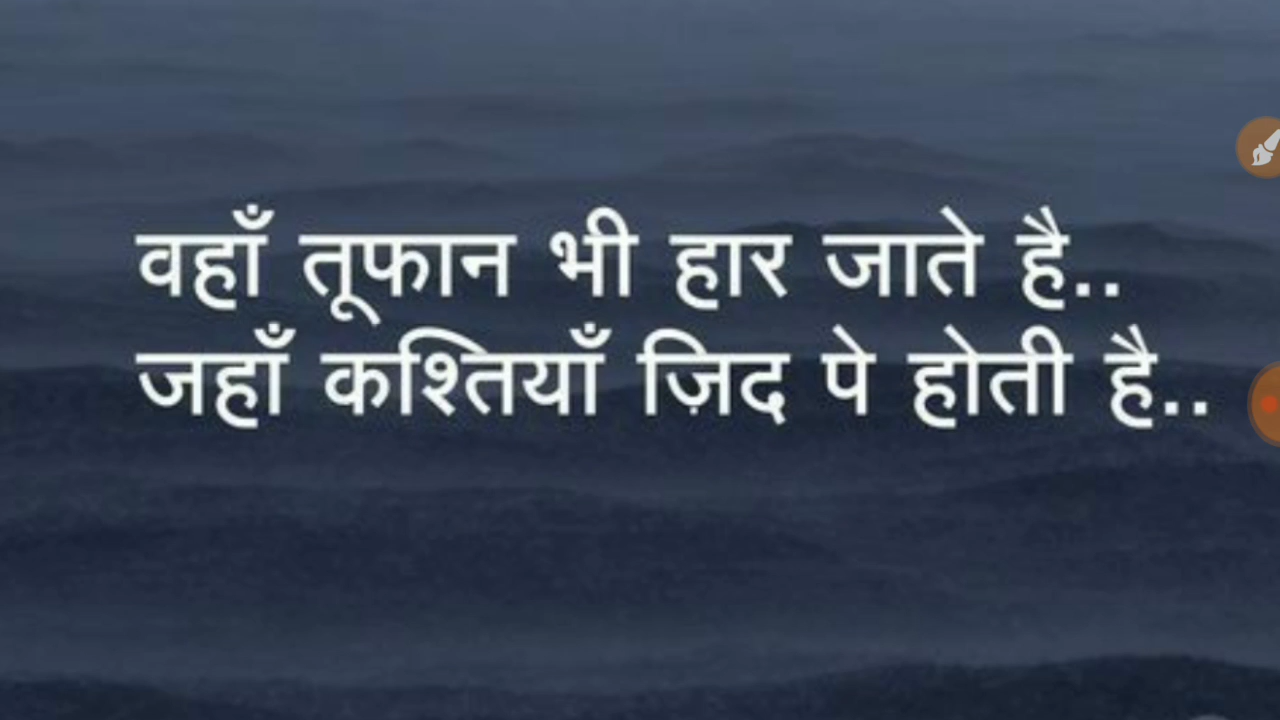 वहाँ तूफान भी हार जाते है..
जहाँ कश्तियाँ ज़िद पे होती है..